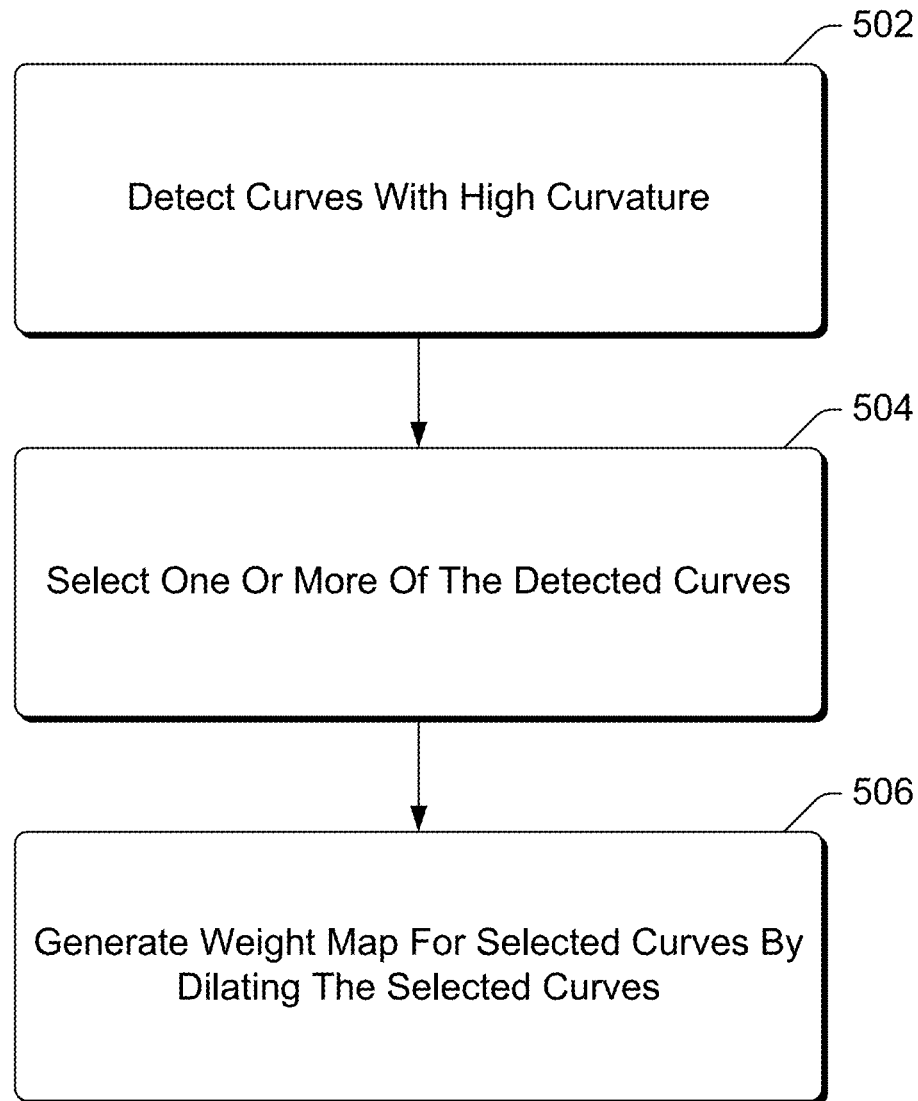 502
Detect Curves With High Curvature
504
Select One Or More Of The Detected Curves
506
Generate Weight Map For Selected Curves By
Dilating The Selected Curves